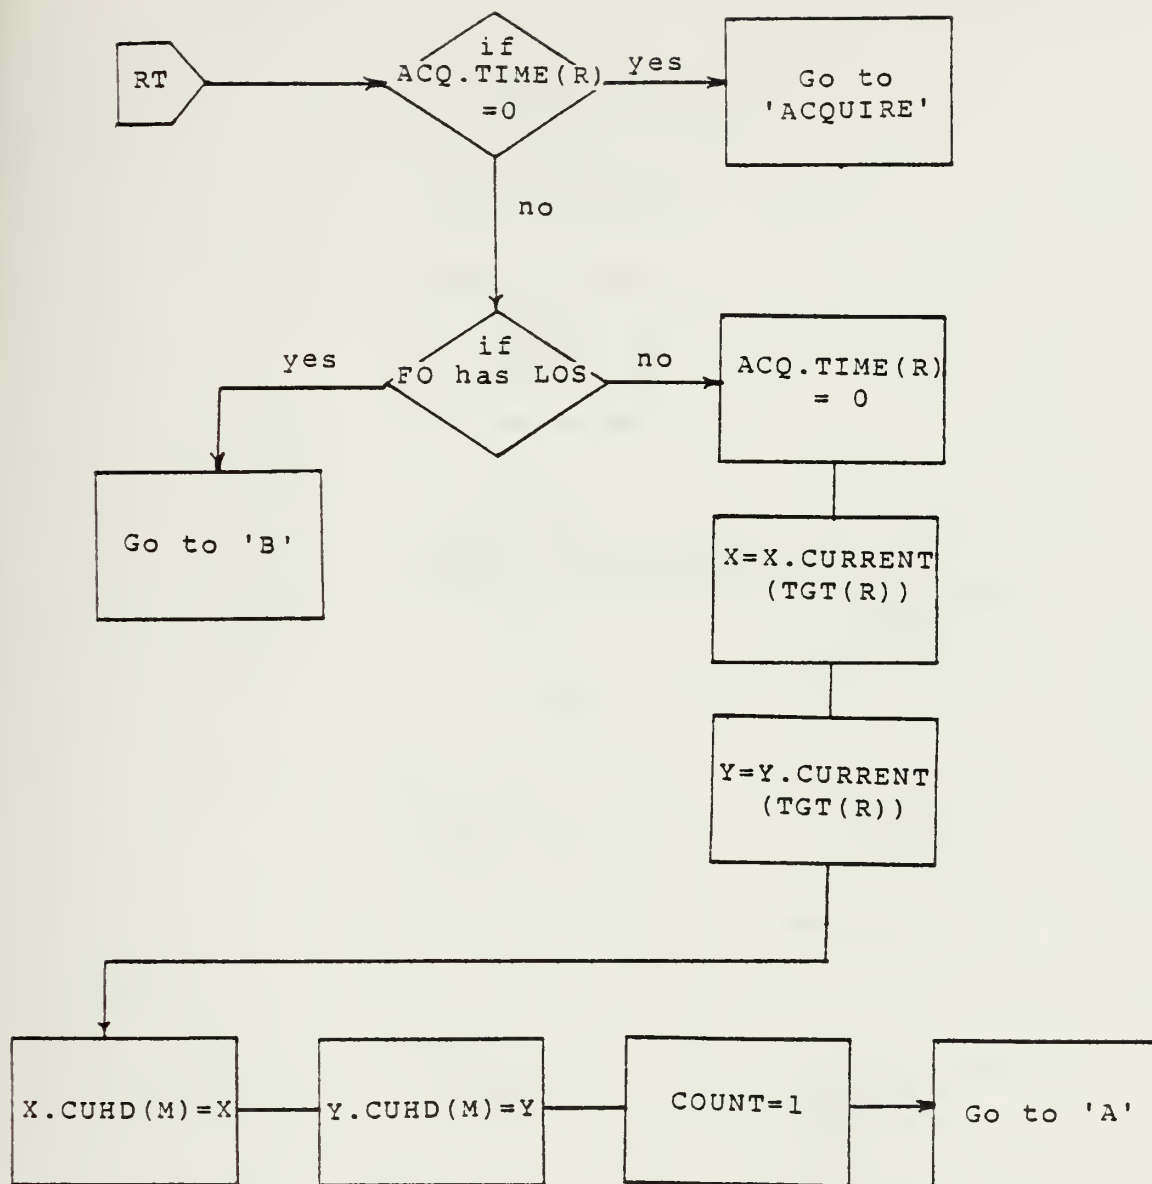 RT
if
ACQ.TIME(R)
=0
yes
Go to
'ACQUIRE'
no
if
FO has LOS
yes
no
ACQ.TIME(R)
= 0
Go to 'B'
X=X.CURRENT
(TGT(R))
Y=Y.CURRENT
(TGT(R))
X.CUHD(M)=X
Y.CUHD(M)=Y
COUNT=1
Go to 'A'